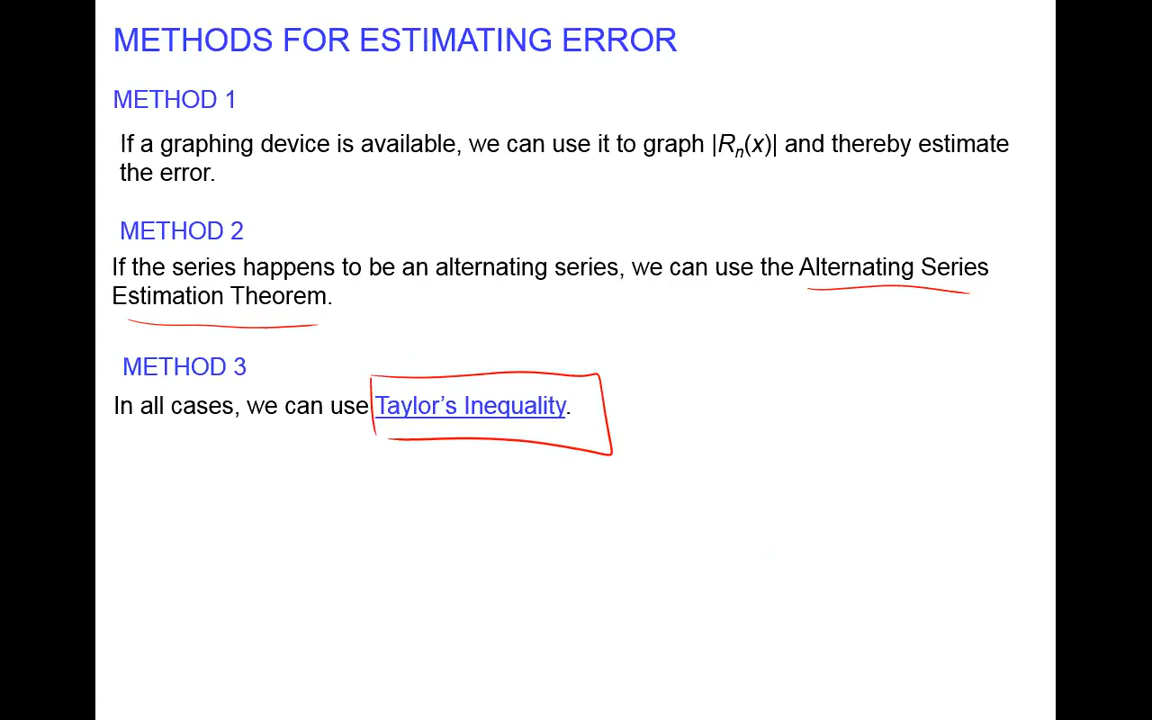 METHODS FOR ESTIMATING ERROR
METHOD 1
If a graphing device is available, we can use it to graph |Rn(x)| and thereby estimate
the error.
METHOD 2
If the series happens to be an alternating series, we can use the Alternating Series
Estimation Theorem.
METHOD 3
In all cases, we can use Taylor’s Inequality.